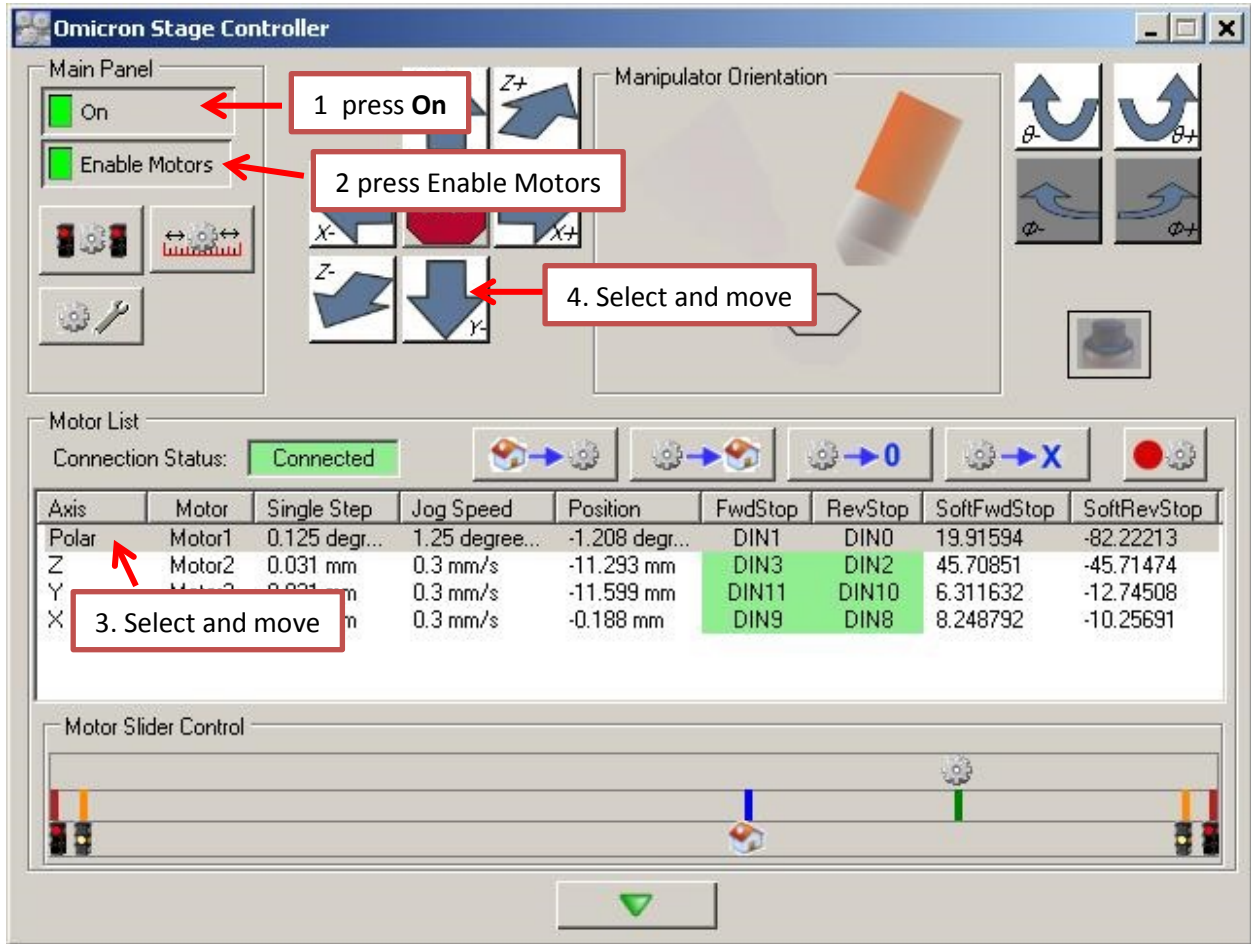 Omicron Stage Controller
Main Panel
On
Enable Motors
1 press On
2 press Enable Motors
Z+
X-
X+
Z-
Y-
4. Select and move
Manipulator Orientation
θ-
θ+
Φ-
Φ+
Motor List
Connection Status: Connected
0
X
Axis Motor Single Step Jog Speed Position FwdStop RevStop SoftFwdStop SoftRevStop
Polar Motor1 0.125 degr... 1.25 degree... -1.208 degr... DIN1 DIN0 19.91594 -82.22213
Z Motor2 0.031 mm 0.3 mm/s -11.293 mm DIN3 DIN2 45.70851 -45.71474
Y 0.3 mm/s -11.599 mm DIN11 DIN10 6.311632 -12.74508
X 0.3 mm/s -0.188 mm DIN9 DIN8 8.248792 -10.25691
3. Select and move
Motor Slider Control